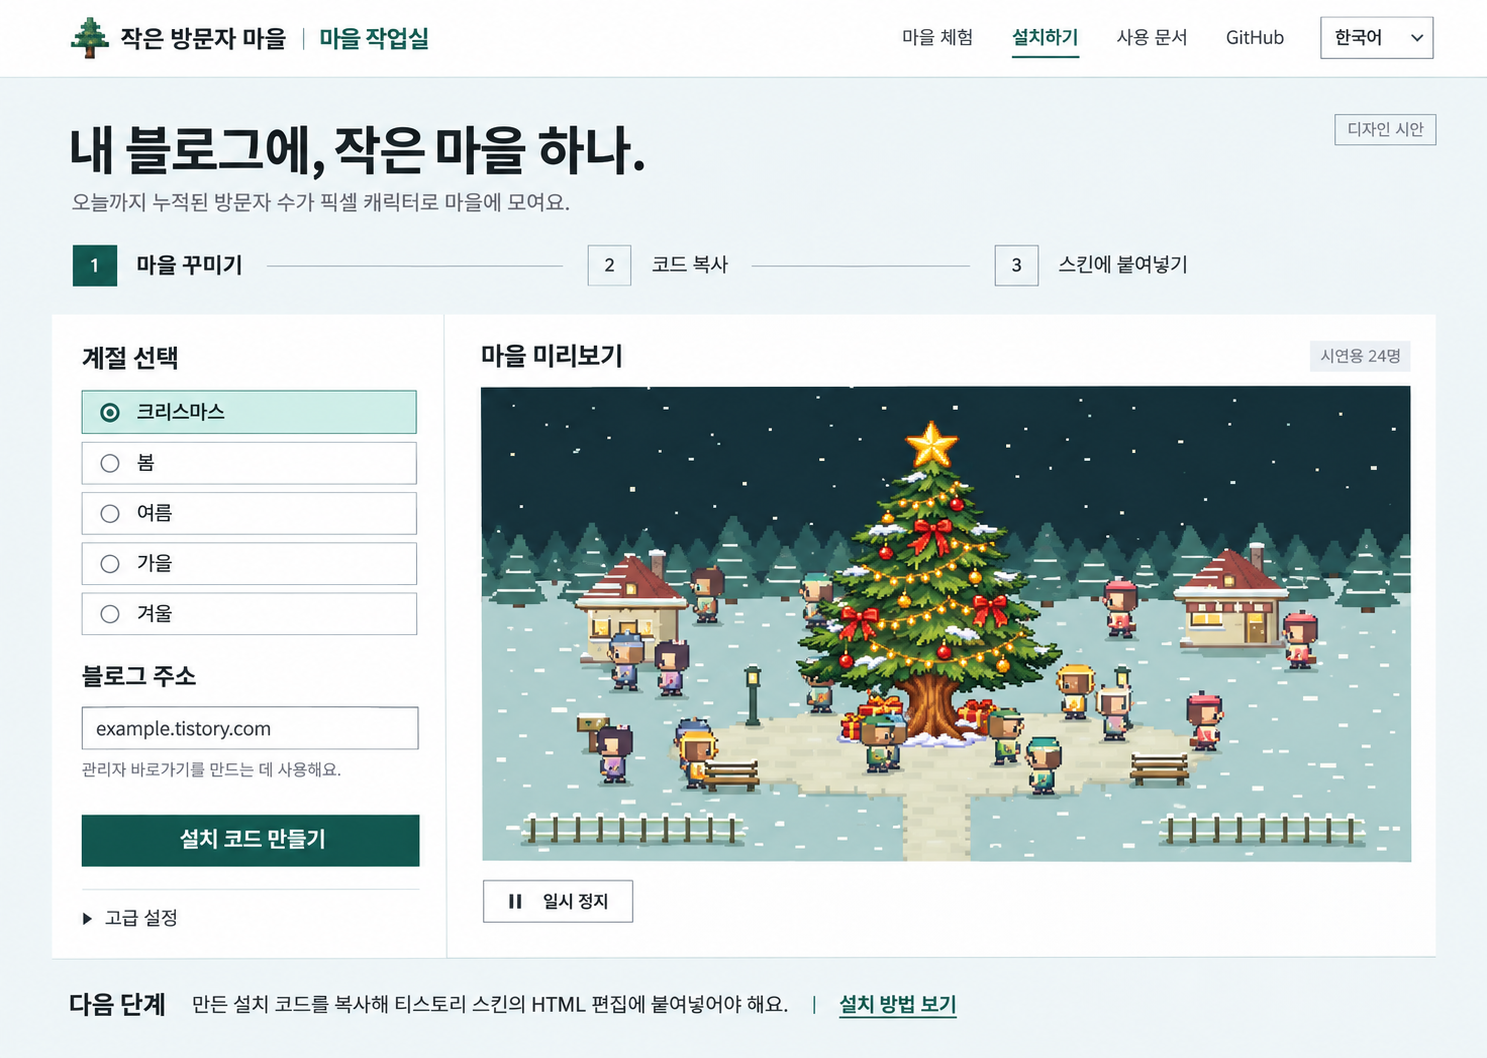 작은 방문자 마을 | 마을 작업실
마을 체험
설치하기
사용 문서
GitHub
한국어
내 블로그에, 작은 마을 하나.
디자인 시안
오늘까지 누적된 방문자 수가 픽셀 캐릭터로 마을에 모여요.
1 마을 꾸미기
2 코드 복사
3 스킨에 붙여넣기
계절 선택
크리스마스
봄
여름
가을
겨울
블로그 주소
example.tistory.com
관리자 바로가기를 만드는 데 사용해요.
설치 코드 만들기
고급 설정
마을 미리보기
시연용 24명
일시 정지
다음 단계
만든 설치 코드를 복사해 티스토리 스킨의 HTML 편집에 붙여넣어야 해요. | 설치 방법 보기